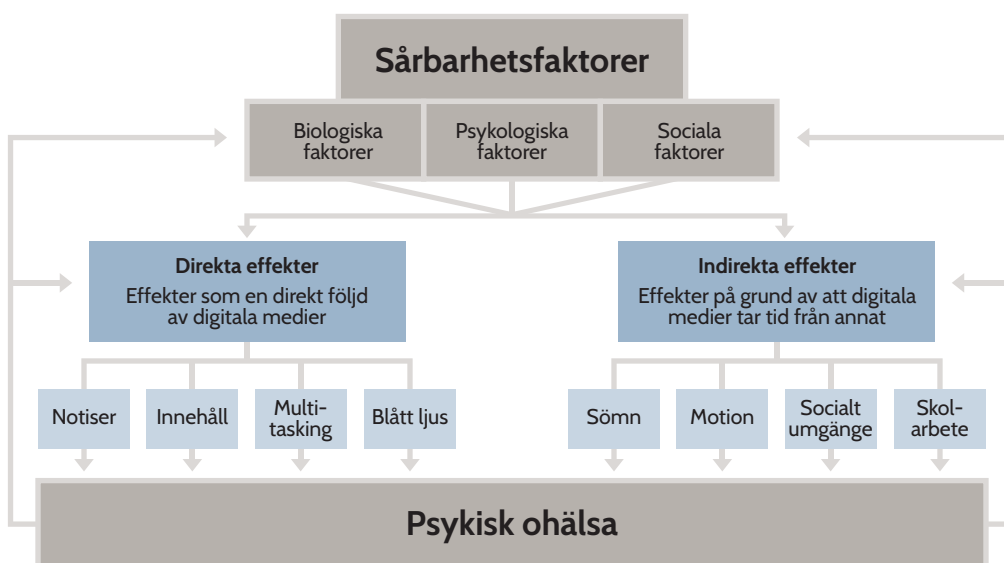 Sårbarhetsfaktorer
Biologiska
faktorer
Psykologiska
faktorer
Sociala
faktorer
Direkta effekter
Effekter som en direkt följd
av digitala medier
Indirekta effekter
Effekter på grund av att digitala
medier tar tid från annat
Notiser
Innehåll
Multi-
tasking
Blått ljus
Sömn
Motion
Socialt
umgänge
Skol-
arbete
Psykisk ohälsa